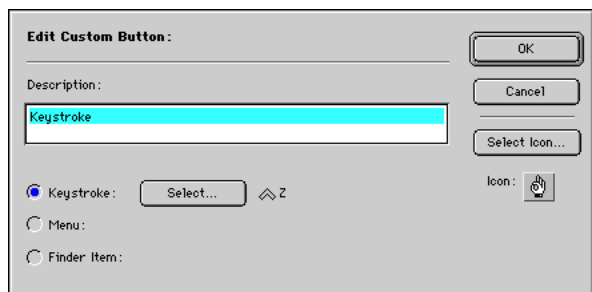 Edit Custom Button:
OK
Description:
Cancel
Keystroke
Select Icon...
Icon:
Keystroke: Select... Z
Menu:
Finder Item: